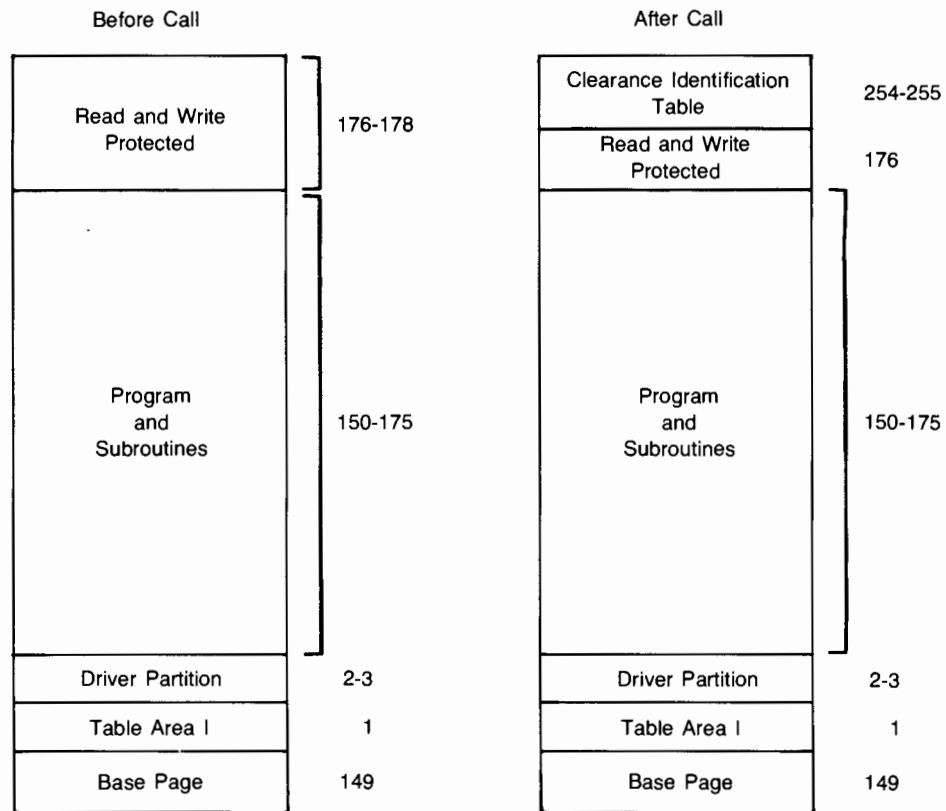 Before Call
Read and Write
Protected
176-178
Program
and
Subroutines
150-175
Driver Partition
2-3
Table Area I
1
Base Page
149
After Call
Clearance Identification
Table
254-255
Read and Write
Protected
176
Program
and
Subroutines
150-175
Driver Partition
2-3
Table Area I
1
Base Page
149